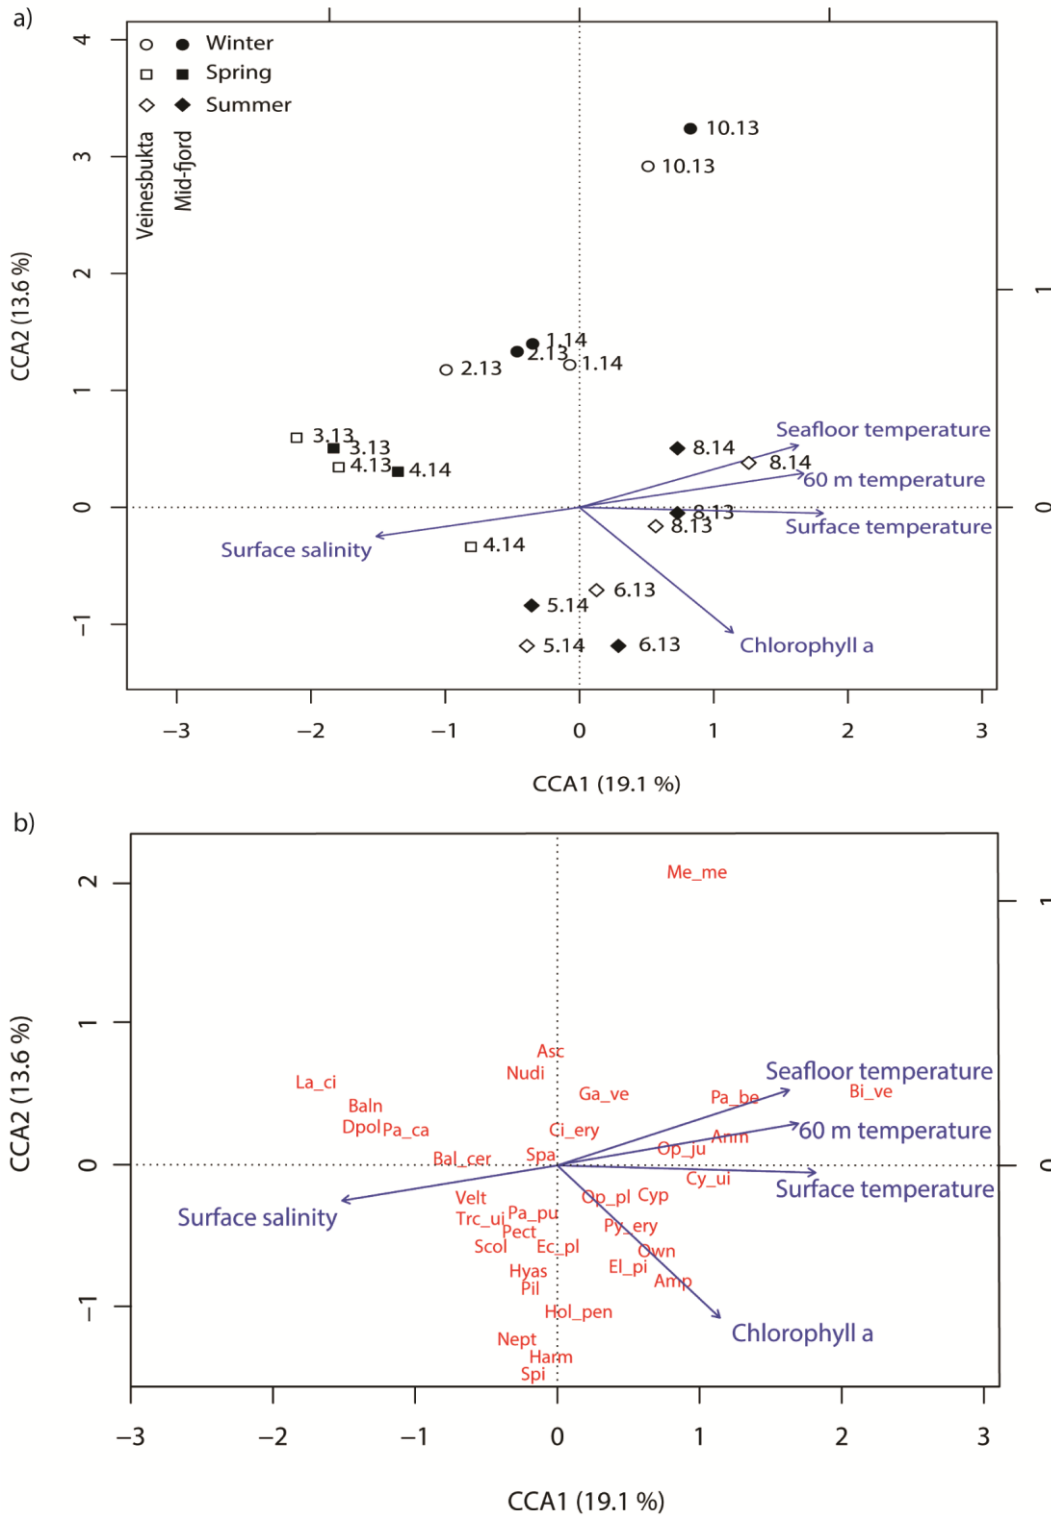 a)
Winter
Spring
Summer
Veinesbukta
Mid-fjord
CCA2 (13.6 %)
4
3
2
1
0
−1
1
0
10.13
10.13
1.14
2.13
1.14
2.13
3.13
3.13
4.13
4.14
Seafloor temperature
8.14
8.14
60 m temperature
8.13
Surface temperature
8.13
Surface salinity
4.14
6.13
5.14
5.14
6.13
Chlorophyll a
−3
−2
−1
0
1
2
3
CCA1 (19.1 %)
b)
CCA2 (13.6 %)
2
1
0
−1
1
0
Me_me
Asc
Nudi
La_ci
Ga_ve
Seafloor temperature
Pa_be
Bi_ve
Baln
Dpol
Pa_ca
Ci_ery
60 m temperature
Anm
Op_ju
Spa
Bal_cer
Cy_ui
Surface temperature
Velt
Op_pl
Cyp
Surface salinity
Trc_ui
Pa_pu
Pect
Py_ery
Scol
Ec_pl
Own
El_pi
Hyas
Amp
Pil
Hol_pen
Chlorophyll a
Nept
Harm
Spi
−3
−2
−1
0
1
2
3
CCA1 (19.1 %)